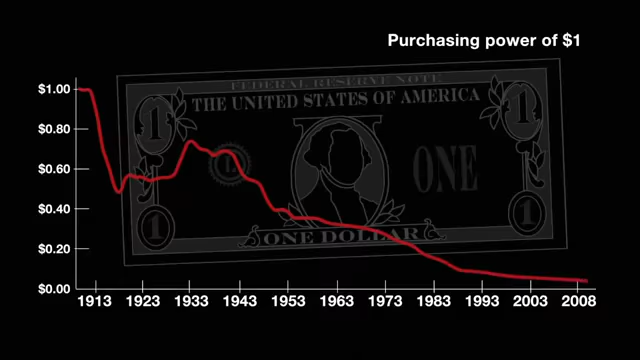 Purchasing power of $1
$1.00
$0.80
$0.60
$0.40
$0.20
$0.00
FEDERAL RESERVE NOTE
THE UNITED STATES OF AMERICA
1
1
1.
ONE
1
1
ONE DOLLAR
1913 1923 1933 1943 1953 1963 1973 1983 1993 2003 2008